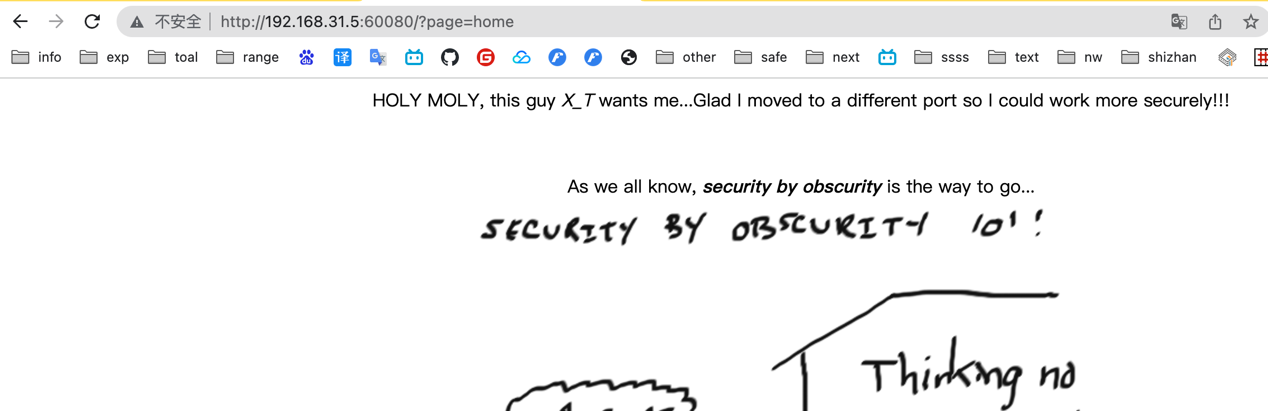 不安全 http://192.168.31.5:60080/?page=home
info exp toal range 译 other safe next ssss text nw shizhan
HOLY MOLY, this guy X_T wants me...Glad I moved to a different port so I could work more securely!!!
As we all know, security by obscurity is the way to go...
SECURITY BY OBSCURITY 101!
Thinking no